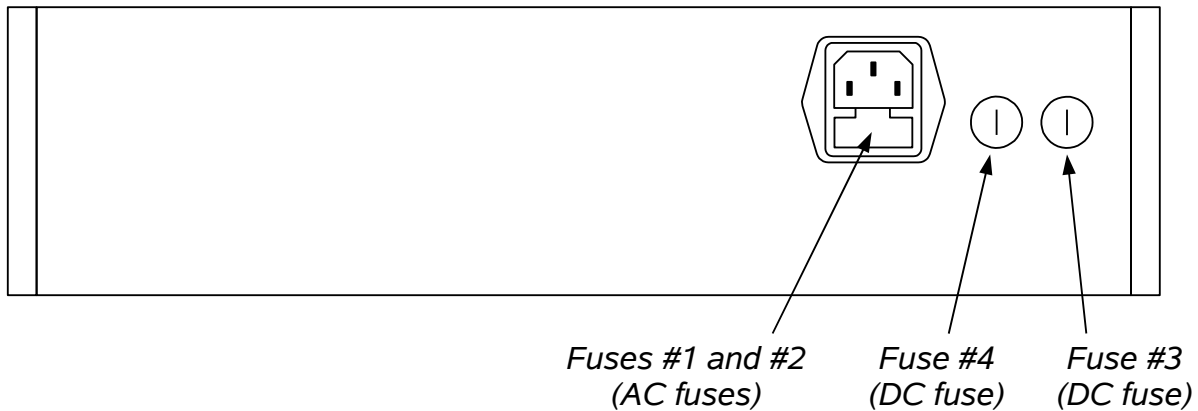 Fuses #1 and #2
(AC fuses)
Fuse #4
(DC fuse)
Fuse #3
(DC fuse)